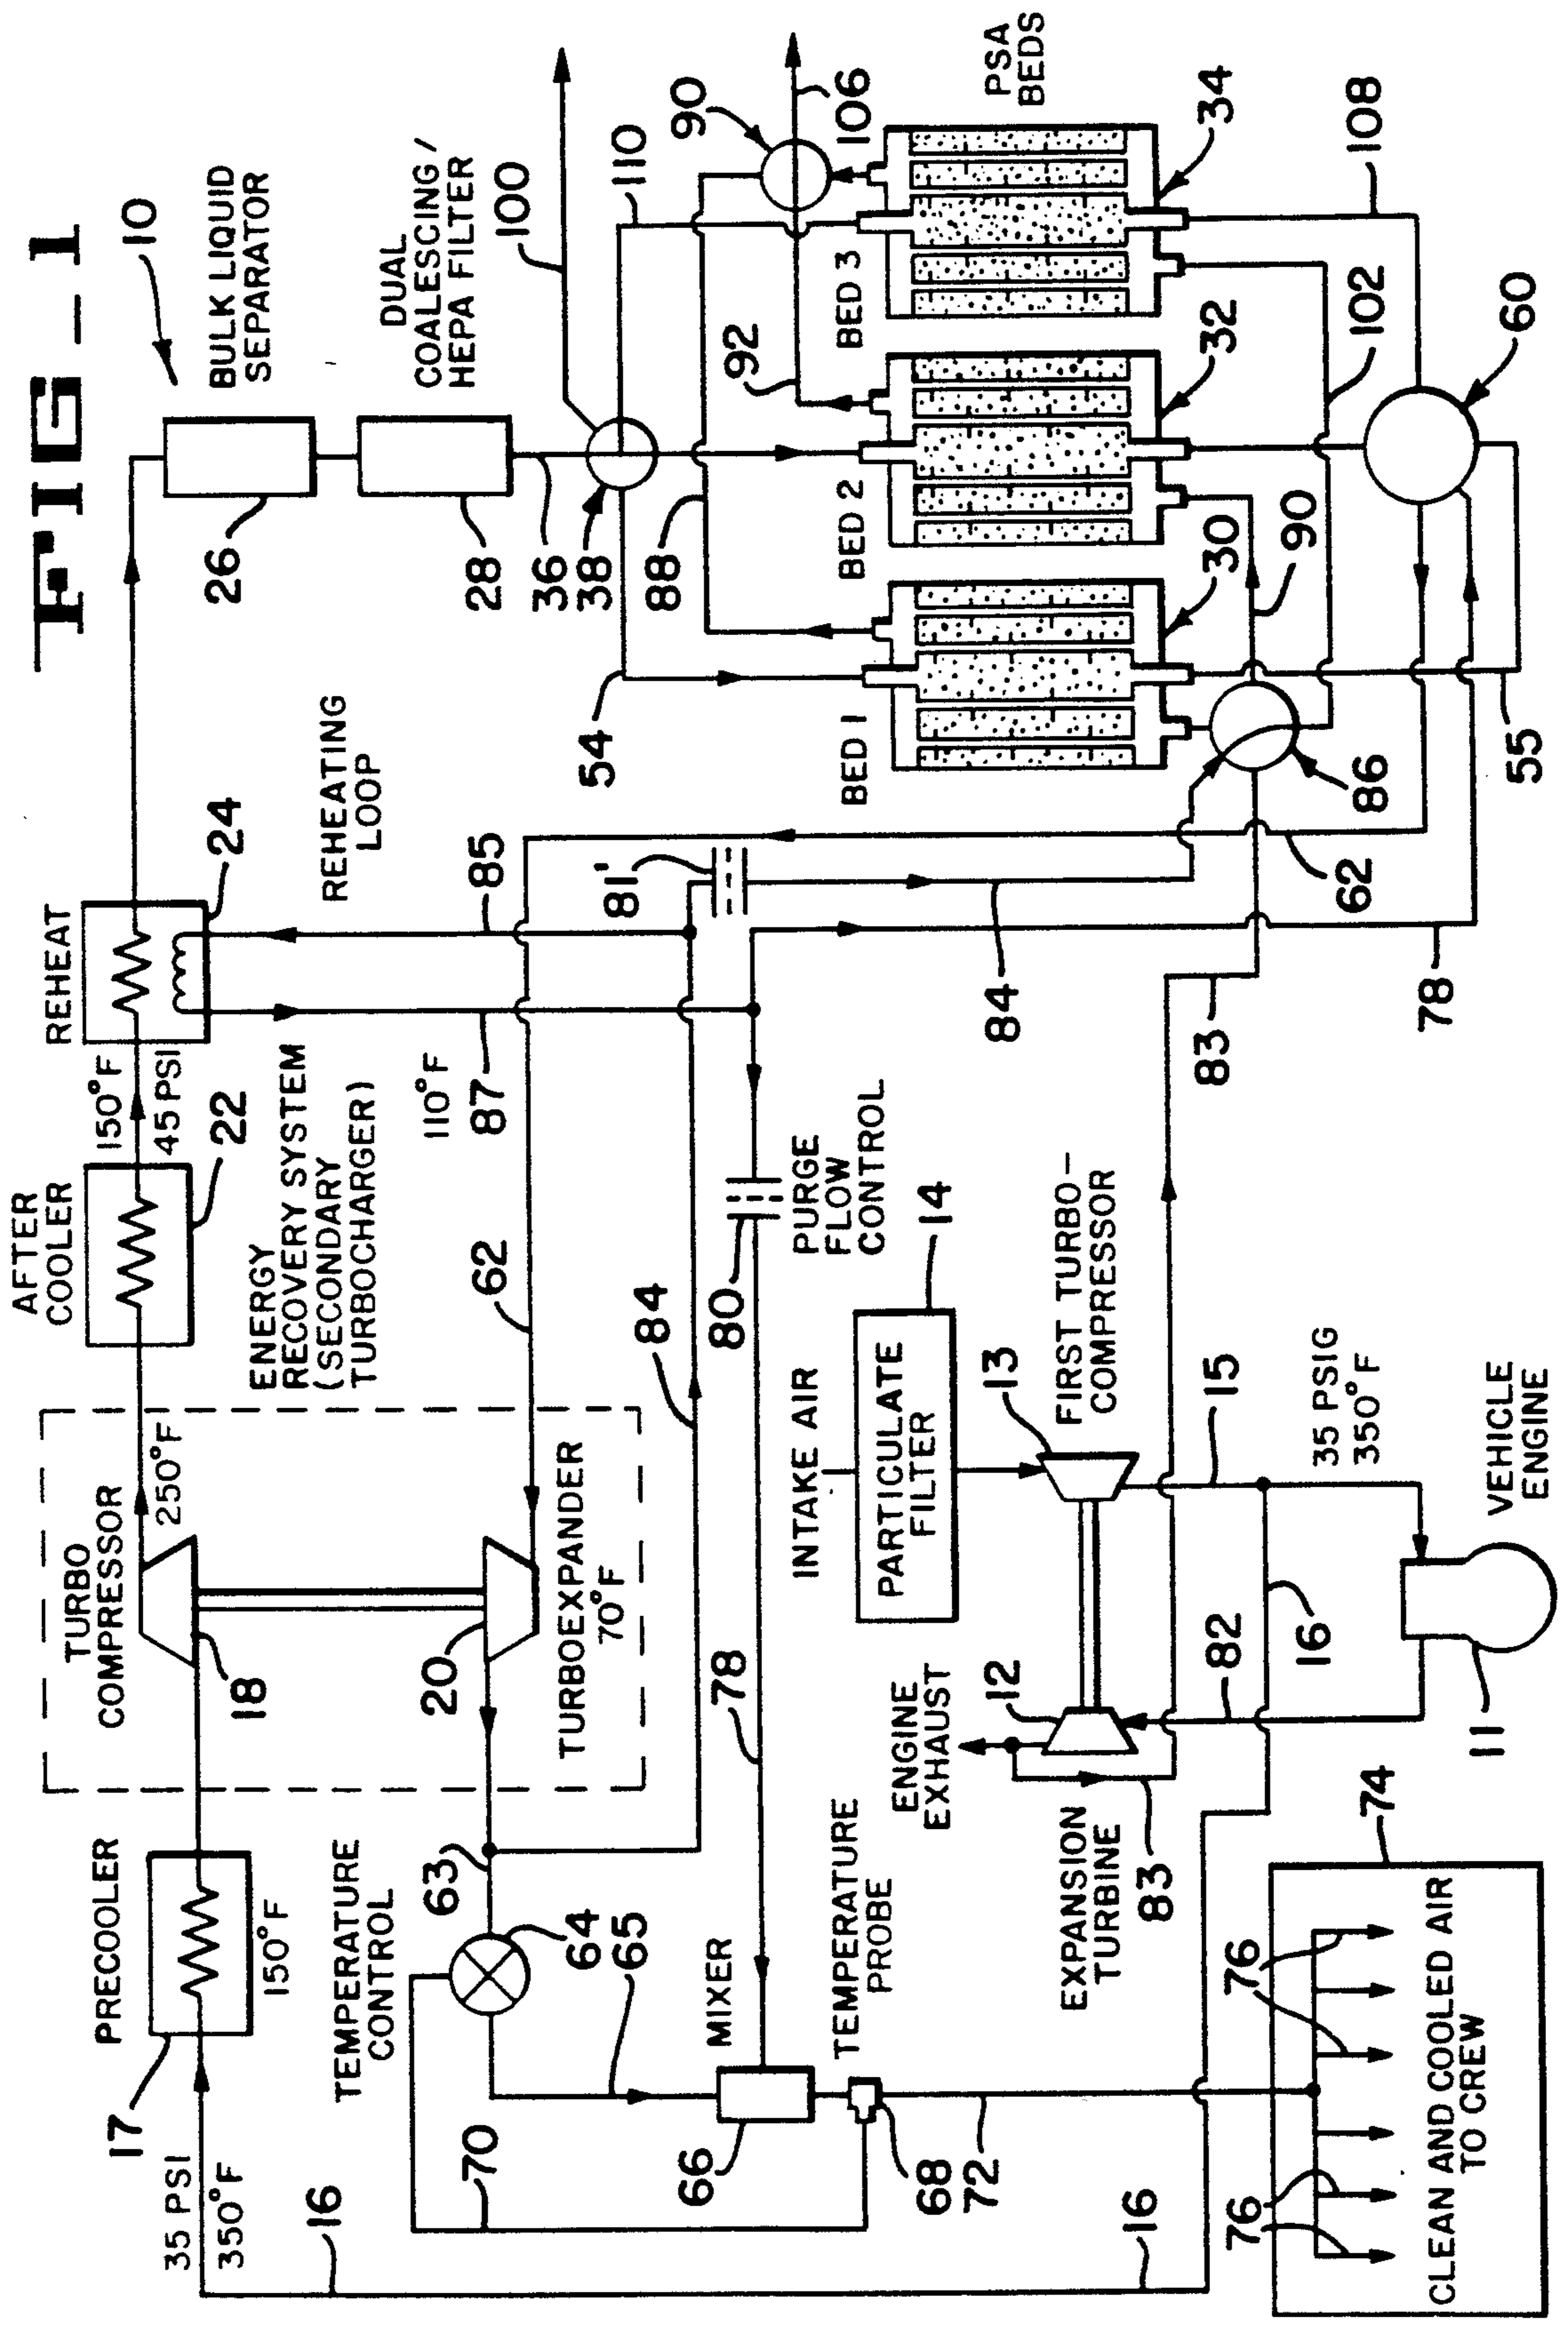 FIG - 1
10
PRECOOLER
17
150°F
35 PSI
350°F
16
TURBO
COMPRESSOR
18
250°F
AFTER
COOLER
22
150°F
45 PSI
REHEAT
24
BULK LIQUID
SEPARATOR
26
DUAL
COALESCING /
HEPA FILTER
28
36
38
100
110
ENERGY
RECOVERY SYSTEM
(SECONDARY
TURBOCHARGER)
REHEATING
LOOP
20
TURBOEXPANDER
70°F
62
110°F
87
85
81'
54
88
92
90
106
TEMPERATURE
CONTROL
63
64
65
70
84
78
80
PURGE
FLOW
CONTROL
84
MIXER
66
TEMPERATURE
PROBE
68
72
INTAKE AIR
PARTICULATE
FILTER
14
13
FIRST TURBO-
COMPRESSOR
ENGINE
EXHAUST
12
EXPANSION
TURBINE
83
83
15
35 PSIG
350°F
16
82
11
VEHICLE
ENGINE
BED 1
BED 2
BED 3
PSA
BEDS
30
32
34
86
90
102
108
60
55
62
78
16
74
76
76
CLEAN AND COOLED AIR
TO CREW